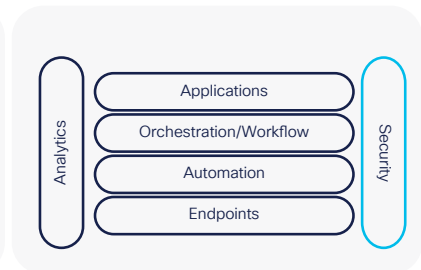 Analytics
Applications
Orchestration/Workflow
Automation
Endpoints
Security